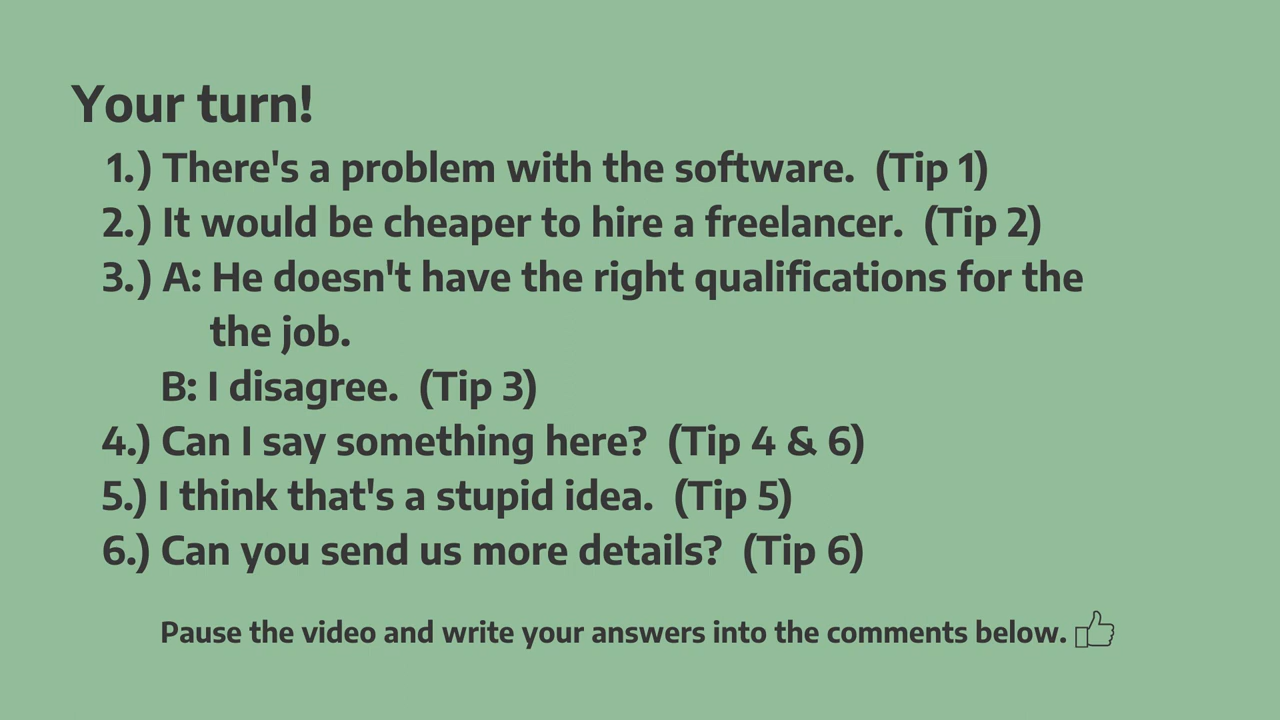 Your turn!
1.) There's a problem with the software. (Tip 1)
2.) It would be cheaper to hire a freelancer. (Tip 2)
3.) A: He doesn't have the right qualifications for the
the job.
B: I disagree. (Tip 3)
4.) Can I say something here? (Tip 4 & 6)
5.) I think that's a stupid idea. (Tip 5)
6.) Can you send us more details? (Tip 6)
Pause the video and write your answers into the comments below.